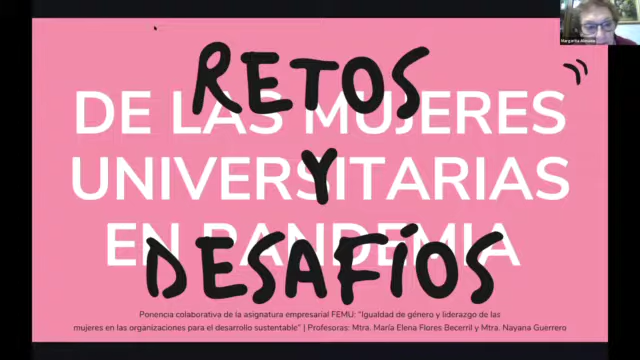 RETOS
DE LAS MUJERES
Y
UNIVERSITARIAS
EN PANDEMIA
DESAFÍOS
Ponencia colaborativa de la asignatura empresarial FEMU: “Igualdad de género y liderazgo de las
mujeres en las organizaciones para el desarrollo sustentable” | Profesoras: Mtra. María Elena Flores Becerril y Mtra. Nayana Guerrero
Margarita